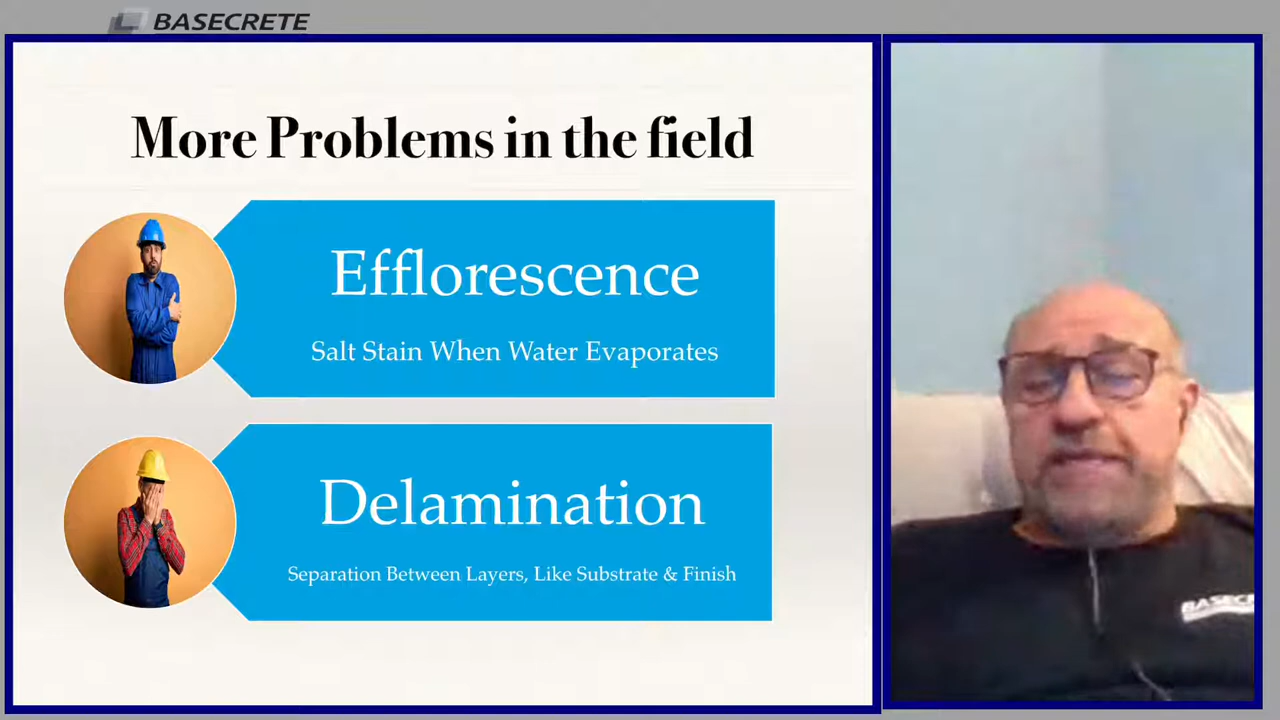 BASECRETE
More Problems in the field
Efflorescence
Salt Stain When Water Evaporates
Delamination
Separation Between Layers, Like Substrate & Finish